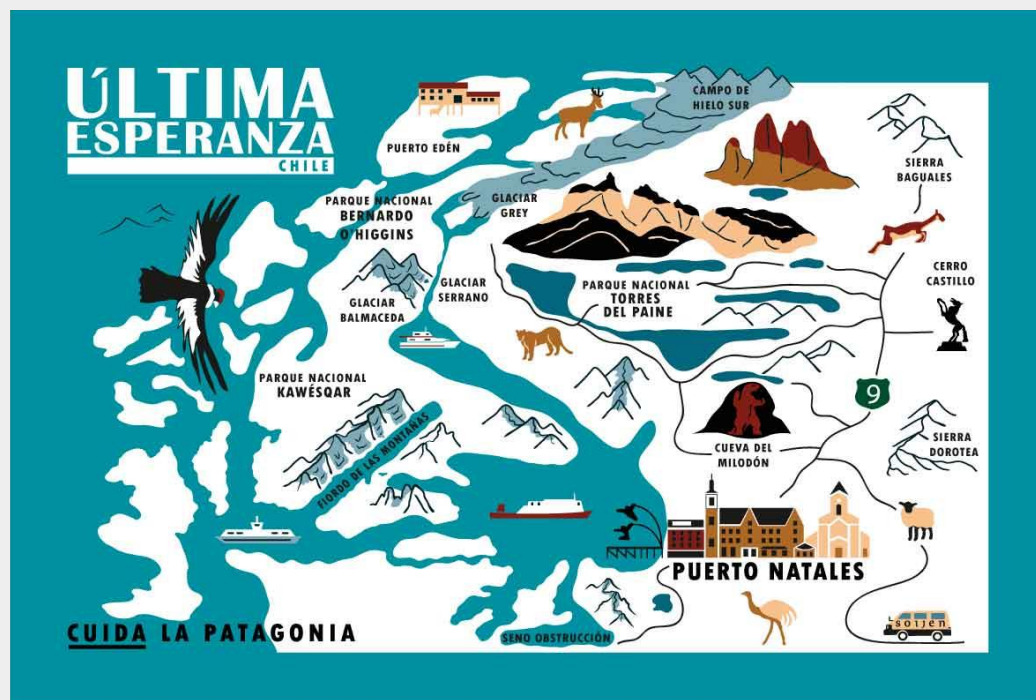 ÚLTIMA
ESPERANZA
CHILE
CAMPO DE
HIELO SUR
PUERTO EDÉN
SIERRA
BAGUALES
PARQUE NACIONAL
BERNARDO
O'HIGGINS
GLACIAR
GREY
CERRO
CASTILLO
GLACIAR
SERRANO
PARQUE NACIONAL
TORRES
DEL PAINE
GLACIAR
BALMACEDA
PARQUE NACIONAL
KAWÉSQAR
9
FIORDO DE LAS MONTAÑAS
CUEVA DEL
MILODÓN
SIERRA
DOROTEA
PUERTO NATALES
SENO OBSTRUCCIÓN
soijen
CUIDA LA PATAGONIA